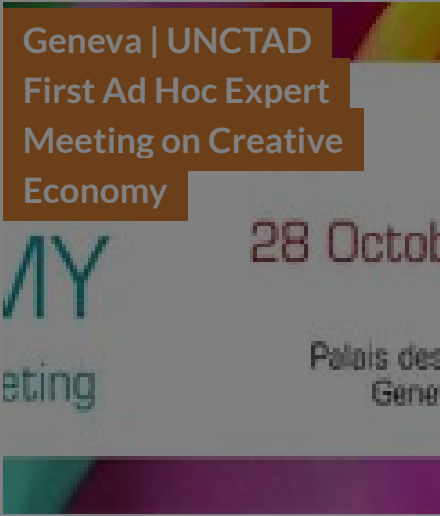 Geneva | UNCTAD
First Ad Hoc Expert
Meeting on Creative
Economy
MY
28 Octob
eting
Palais des
Gene